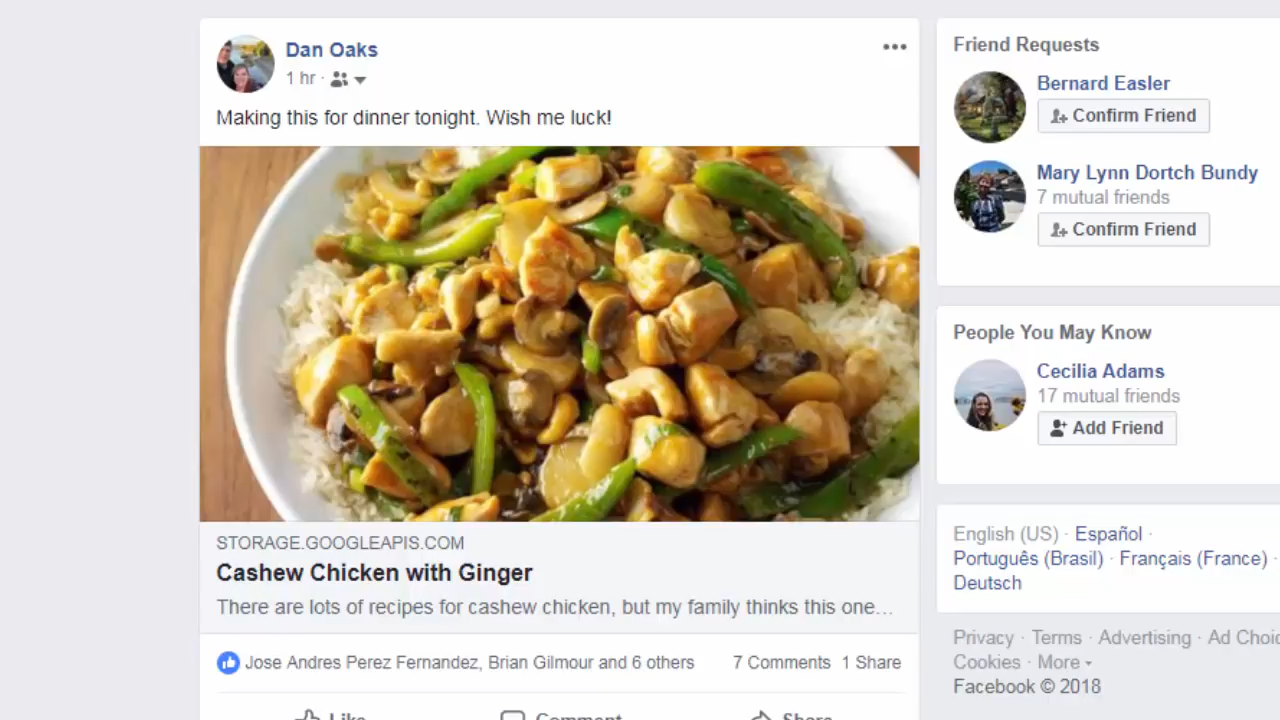 Dan Oaks
1 hr ·
Making this for dinner tonight. Wish me luck!
STORAGE.GOOGLEAPIS.COM
Cashew Chicken with Ginger
There are lots of recipes for cashew chicken, but my family thinks this one…
Jose Andres Perez Fernandez, Brian Gilmour and 6 others 7 Comments 1 Share
Like Comment Share
Friend Requests
Bernard Easler
Confirm Friend
Mary Lynn Dortch Bundy
7 mutual friends
Confirm Friend
People You May Know
Cecilia Adams
17 mutual friends
Add Friend
English (US) · Español ·
Português (Brasil) · Français (France) ·
Deutsch
Privacy · Terms · Advertising · Ad
Cookies · More
Facebook © 2018